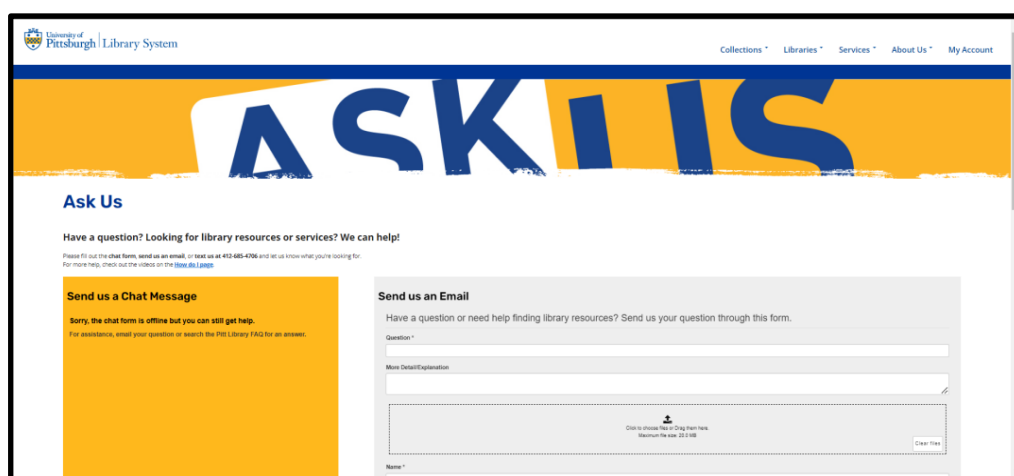 University of
Pittsburgh Library System
Collections Libraries Services About Us My Account
ASK US
Ask Us
Have a question? Looking for library resources or services? We can help!
Please fill out the chat form, send us an email, or text us at 412-685-4706 and let us know what you're looking for.
For more help, check out the videos on the How do I page.
Send us a Chat Message
Sorry, the chat form is offline but you can still get help.
For assistance, email your question or search the Pitt Library FAQ for an answer.
Send us an Email
Have a question or need help finding library resources? Send us your question through this form.
Question *
More Detail/Explanation
Click to choose files or Drag them here.
Maximum file size: 20.0 MB
Clear files
Name *